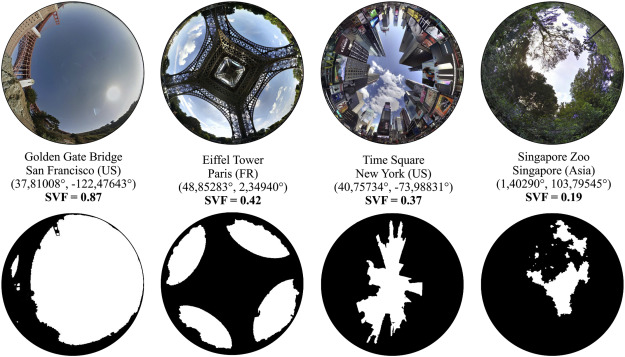 Golden Gate Bridge
San Francisco (US)
(37,81008°, -122,47643°)
SVF = 0.87
Eiffel Tower
Paris (FR)
(48,85283°, 2,34940°)
SVF = 0.42
Time Square
New York (US)
(40,75734°, -73,98831°)
SVF = 0.37
Singapore Zoo
Singapore (Asia)
(1,40290°, 103,79545°)
SVF = 0.19